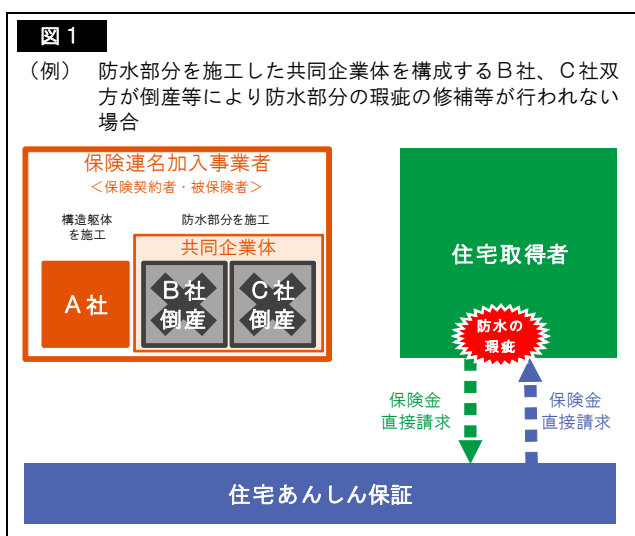 図1
(例) 防水部分を施工した共同企業体を構成するB社、C社双
方が倒産等により防水部分の瑕疵の修補等が行われない
場合
保険連名加入事業者
<保険契約者・被保険者>
構造躯体
を施工
防水部分を施工
共同企業体
A社
B社
倒産
C社
倒産
住宅取得者
防水の
瑕疵
保険金
直接請求
保険金
直接請求
住宅あんしん保証